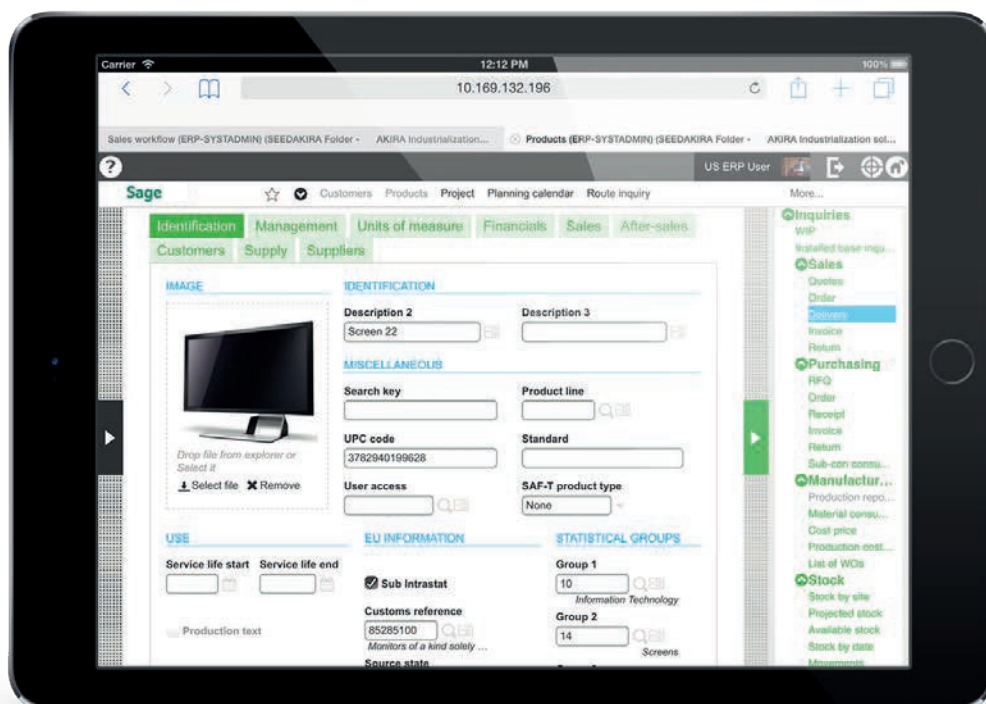 Carrier 12:12 PM 100%
10.169.132.196
Sales workflow (ERP-SYSTADMIN) (SEEDAKIRA Folder - AKIRA Industrialization... Products (ERP-SYSTADMIN) (SEEDAKIRA Folder - AKIRA Industrialization sol...
? US ERP User
Sage Customers Products Project Planning calendar Route inquiry More...
Identification Management Units of measure Financials Sales After-sales
Customers Supply Suppliers
IMAGE
Drop file from explorer or
Select it
Select file Remove
IDENTIFICATION
Description 2 Description 3
Screen 22
MISCELLANEOUS
Search key Product line
UPC code Standard
3782940199628
User access SAF-T product type
None
USE
Service life start Service life end
Production text
EU INFORMATION
Sub Intrastat
Customs reference
85285100
Monitors of a kind solely ...
Source state
STATISTICAL GROUPS
Group 1
10
Information Technology
Group 2
14
Screens
Inquiries
WIP
Installed base inqu...
Sales
Quotes
Order
Delivery
Invoice
Return
Purchasing
RFQ
Order
Receipt
Invoice
Return
Sub-con consu...
Manufactur...
Production repo...
Material consu...
Cost price
Production cost...
List of WOs
Stock
Stock by site
Projected stock
Available stock
Stock by date
Movements